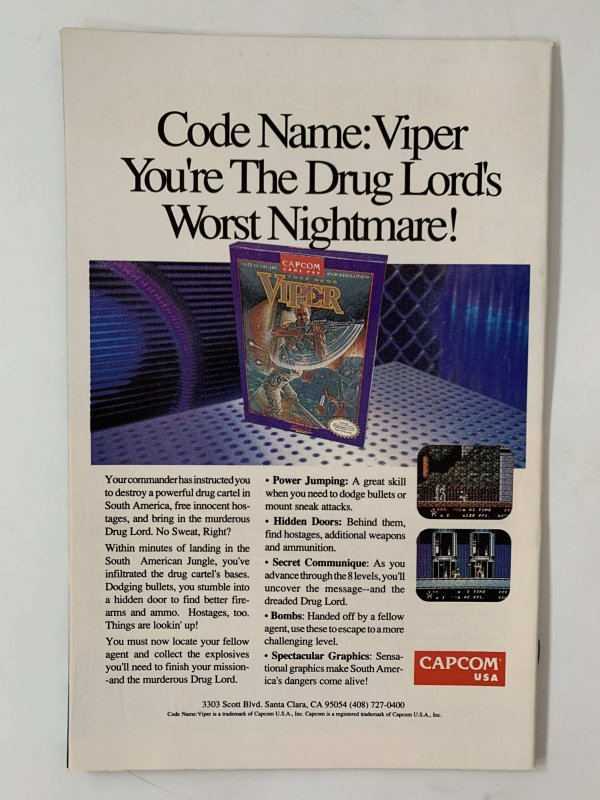 Code Name: Viper
You're The Drug Lord's
Worst Nightmare!
STATE-OF-THE-ART
CAPCOM
GAME PAK
HIGH RESOLUTION
CODE NAME
VIPER
Your commander has instructed you
to destroy a powerful drug cartel in
South America, free innocent hos-
tages, and bring in the murderous
Drug Lord. No Sweat, Right?
Within minutes of landing in the
South American Jungle, you've
infiltrated the drug cartel's bases.
Dodging bullets, you stumble into
a hidden door to find better fire-
arms and ammo. Hostages, too.
Things are lookin' up!
You must now locate your fellow
agent and collect the explosives
you'll need to finish your mission-
-and the murderous Drug Lord.
• Power Jumping: A great skill
when you need to dodge bullets or
mount sneak attacks.
• Hidden Doors: Behind them,
find hostages, additional weapons
and ammunition.
• Secret Communique: As you
advance through the 8 levels, you'll
uncover the message--and the
dreaded Drug Lord.
• Bombs: Handed off by a fellow
agent, use these to escape to a more
challenging level.
• Spectacular Graphics: Sensa-
tional graphics make South Amer-
ica's dangers come alive!
CAPCOM
USA
3303 Scott Blvd. Santa Clara, CA 95054 (408) 727-0400
Code Name: Viper is a trademark of Capcom U.S.A., Inc. Capcom is a registered trademark of Capcom U.S.A., Inc.